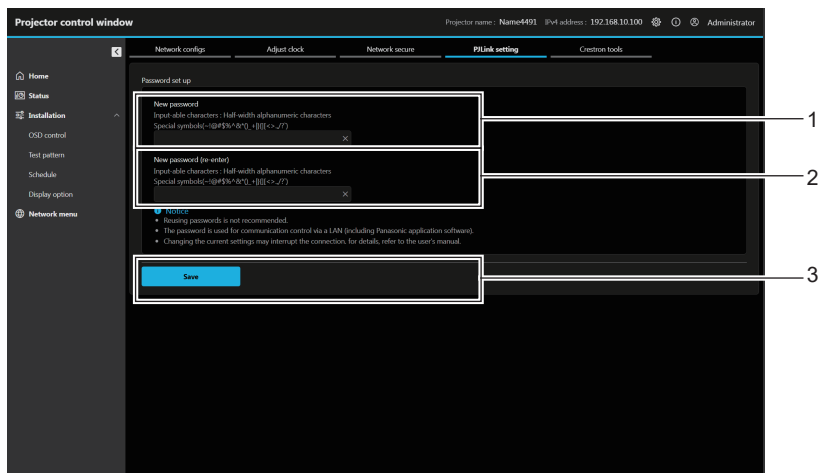 Projector control window
Projector name : Name4491 IPv4 address : 192.168.10.100 Administrator
Network configs Adjust clock Network secure PJLink setting Crestron tools
Home
Status
Installation
OSD control
Test pattern
Schedule
Display option
Network menu
Password set up
New password
Input-able characters : Half-width alphanumeric characters
1
New password (re-enter)
Input-able characters : Half-width alphanumeric characters
2
Notice
• Reusing passwords is not recommended.
• The password is used for communication control via a LAN (including Panasonic application software).
• Changing the current settings may interrupt the connection. for details, refer to the user's manual.
Save
3